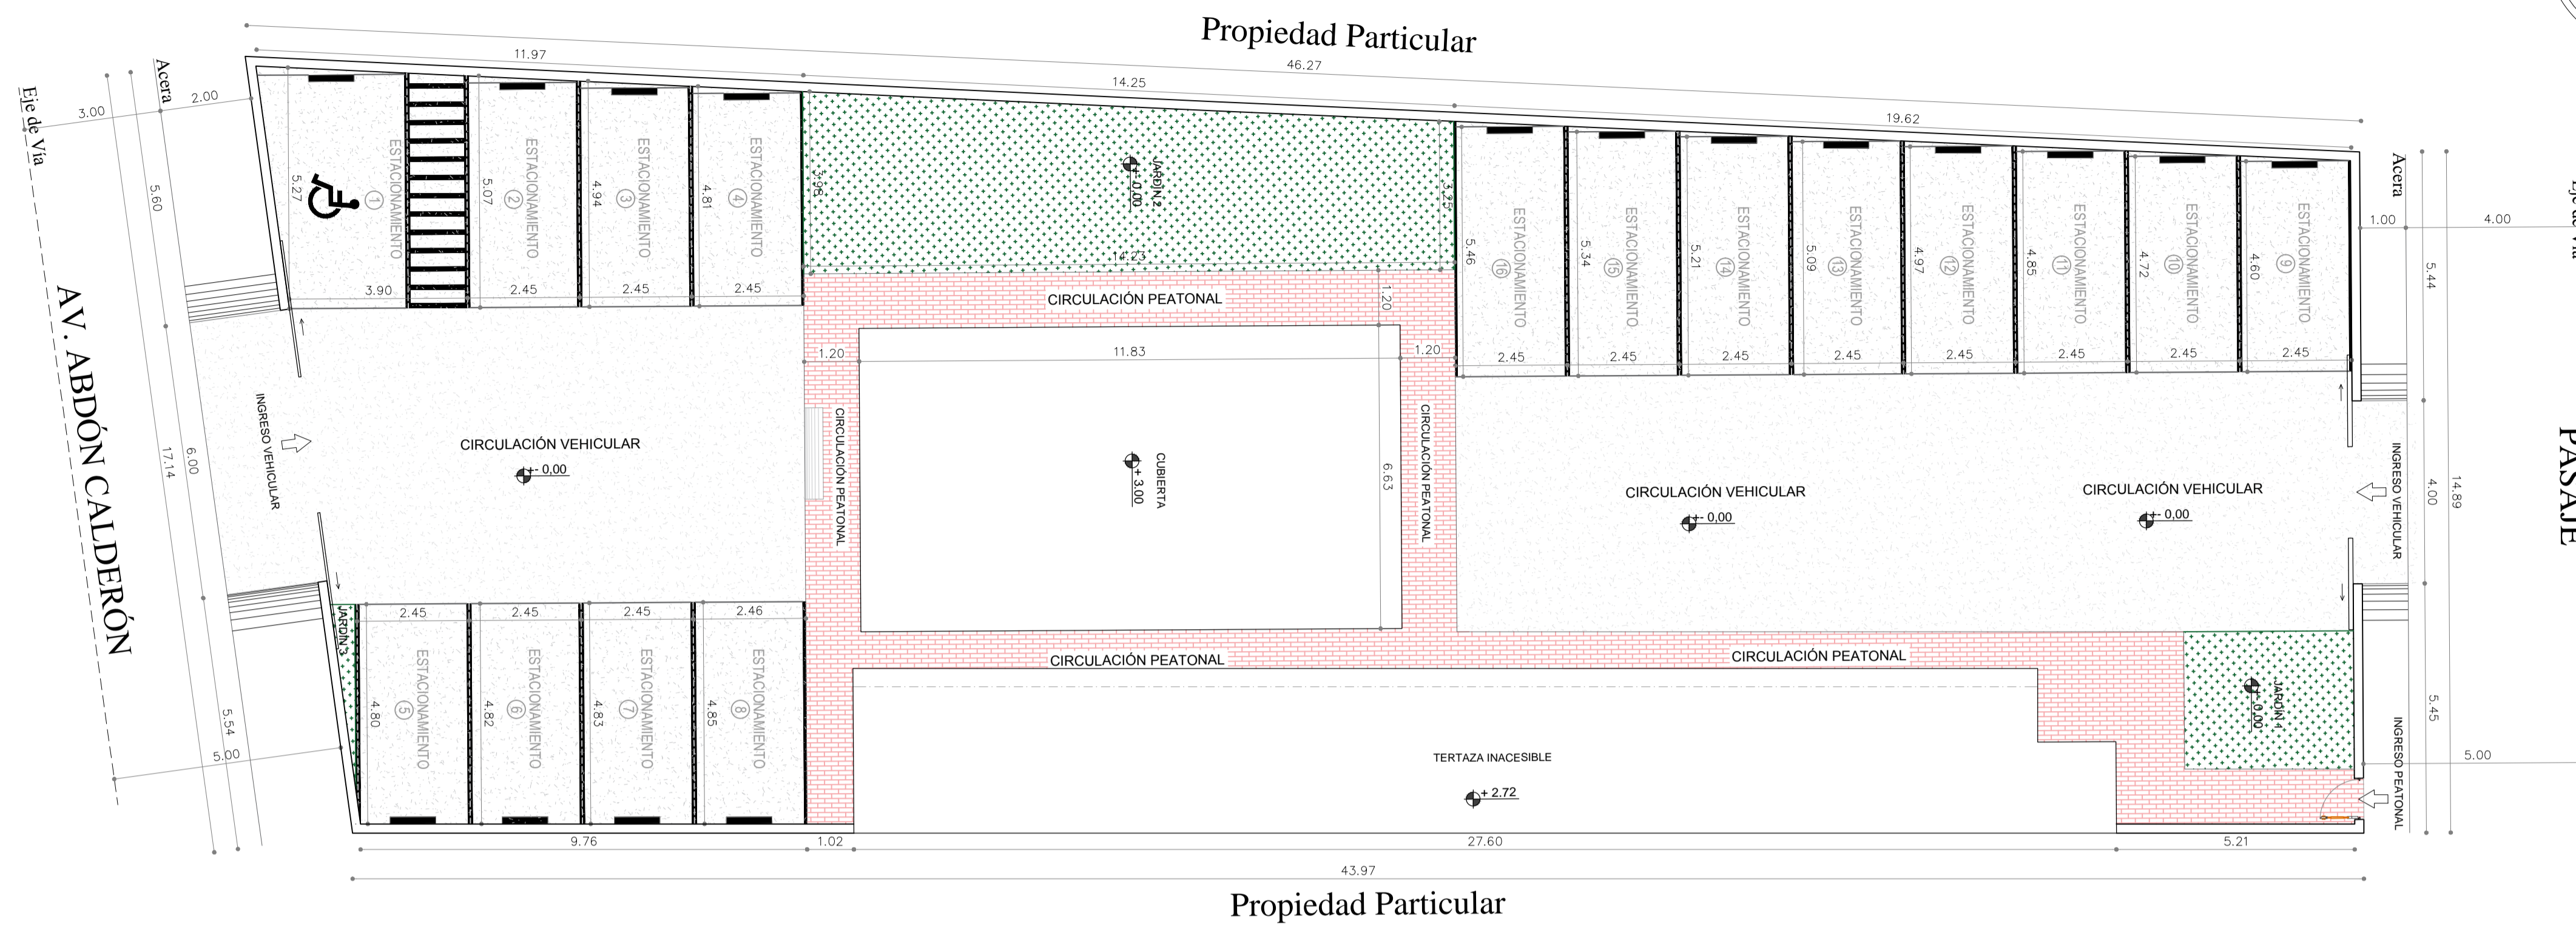 Propiedad Particular
46.27
11.97
14.25
19.62
Eje de Vía
3.00
Acera
2.00
5.60
6.00
17.14
5.54
5.00
AV. ABDÓN CALDERÓN
INGRESO VEHICULAR
5.27
ESTACIONAMIENTO
1
3.90
5.07
ESTACIONAMIENTO
2
2.45
4.94
ESTACIONAMIENTO
3
2.45
4.81
ESTACIONAMIENTO
4
2.45
3.98
JARDÍN 2
+- 0,00
3.25
14.23
CIRCULACIÓN PEATONAL
1.20
1.20
11.83
1.20
CIRCULACIÓN PEATONAL
CUBIERTA
+ 3.00
6.63
CIRCULACIÓN PEATONAL
CIRCULACIÓN VEHICULAR
+- 0,00
5.46
ESTACIONAMIENTO
16
2.45
5.34
ESTACIONAMIENTO
15
2.45
5.21
ESTACIONAMIENTO
14
2.45
5.09
ESTACIONAMIENTO
13
2.45
4.97
ESTACIONAMIENTO
12
2.45
4.85
ESTACIONAMIENTO
11
2.45
4.72
ESTACIONAMIENTO
10
2.45
4.60
ESTACIONAMIENTO
9
2.45
CIRCULACIÓN VEHICULAR
+- 0,00
CIRCULACIÓN VEHICULAR
+- 0,00
Acera
1.00
4.00
5.44
4.00
14.89
5.45
5.00
INGRESO VEHICULAR
PASAJE
INGRESO PEATONAL
JARDÍN 3
4.80
ESTACIONAMIENTO
5
2.45
4.82
ESTACIONAMIENTO
6
2.45
4.83
ESTACIONAMIENTO
7
2.45
4.85
ESTACIONAMIENTO
8
2.46
CIRCULACIÓN PEATONAL
CIRCULACIÓN PEATONAL
JARDÍN 1
+- 0,00
TERTAZA INACESIBLE
+ 2.72
9.76
1.02
27.60
5.21
43.97
Propiedad Particular